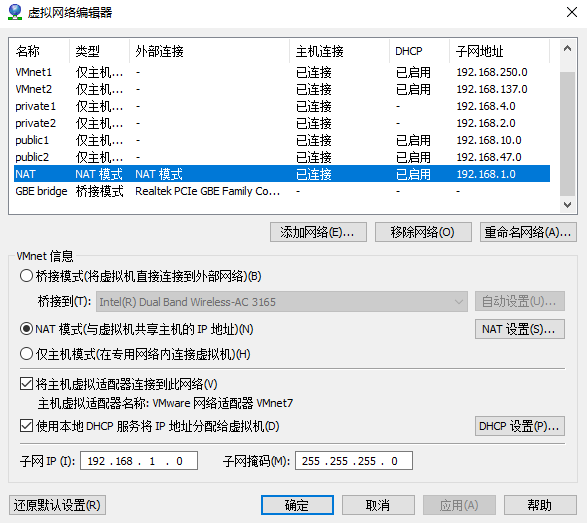 虚拟网络编辑器
名称 类型 外部连接 主机连接 DHCP 子网地址
VMnet1 仅主机... - 已连接 已启用 192.168.250.0
VMnet2 仅主机... - 已连接 已启用 192.168.137.0
private1 仅主机... - 已连接 - 192.168.4.0
private2 仅主机... - 已连接 - 192.168.2.0
public1 仅主机... - 已连接 已启用 192.168.10.0
public2 仅主机... - 已连接 已启用 192.168.47.0
NAT NAT 模式 NAT 模式 已连接 已启用 192.168.1.0
GBE bridge 桥接模式 Realtek PCIe GBE Family Co... - - -
添加网络(E)... 移除网络(O) 重命名网络(A)...
VMnet 信息
桥接模式(将虚拟机直接连接到外部网络)(B)
桥接到(T): Intel(R) Dual Band Wireless-AC 3165 自动设置(U)...
NAT 模式(与虚拟机共享主机的 IP 地址)(N) NAT 设置(S)...
仅主机模式(在专用网络内连接虚拟机)(H)
将主机虚拟适配器连接到此网络(V)
主机虚拟适配器名称: VMware 网络适配器 VMnet7
使用本地 DHCP 服务将 IP 地址分配给虚拟机(D) DHCP 设置(P)...
子网 IP (I): 192 . 168 . 1 . 0 子网掩码(M): 255 . 255 . 255 . 0
还原默认设置(R) 确定 取消 应用(A) 帮助